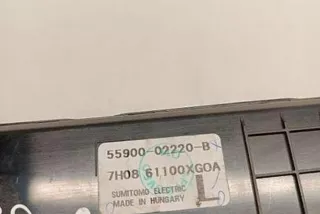 55900-02220-B
7H08 61100XG0A
SUMITOMO ELECTRIC
MADE IN HUNGARY
L